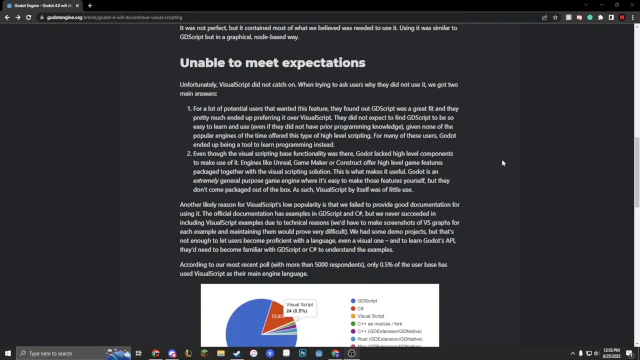 Godot Engine - Godot 4.0 will d
godotengine.org/article/godot-4-will-discontinue-visual-scripting
It was not perfect, but it contained most of what we believed was needed to use it. Using it was similar to
GDScript but in a graphical, node-based way.
Unable to meet expectations
Unfortunately, VisualScript did not catch on. When trying to ask users why they did not use it, we got two
main answers:
1. For a lot of potential users that wanted this feature, they found out GDScript was a great fit and they
pretty much ended up preferring it over VisualScript. They did not expect to find GDScript to be so
easy to learn and use (even if they did not have prior programming knowledge), given none of the
popular engines of the time offered this type of high level scripting. For many of these users, Godot
ended up being a tool to learn programming instead.
2. Even though the visual scripting base functionality was there, Godot lacked high level components
to make use of it. Engines like Unreal, Game Maker or Construct offer high level game features
packaged together with the visual scripting solution. This is what makes it useful. Godot is an
extremely general purpose game engine where it's easy to make those features yourself, but they
don't come packaged out of the box. As such, VisualScript by itself was of little use.
Another likely reason for VisualScript's low popularity is that we failed to provide good documentation for
using it. The official documentation has examples in GDScript and C#, but we never succeeded in
including VisualScript examples due to technical reasons (we'd have to make screenshots of VS graphs for
each example and maintaining them would prove very difficult). We had some demo projects, but that's
not enough to let users become proficient with a language, even a visual one – and to learn Godot's API,
they'd need to become familiar with GDScript or C# to understand the examples.
According to our most recent poll (with more than 5000 respondents), only 0.5% of the user base has
used VisualScript as their main engine language.
Visual Script
24 (0.5%)
GDScript
C#
Visual Script
C++ as module / fork
C++ (GDExtension/GDNative)
Rust (GDExtension/GDNative)
Type here to search
12:53 PM
8/25/2022